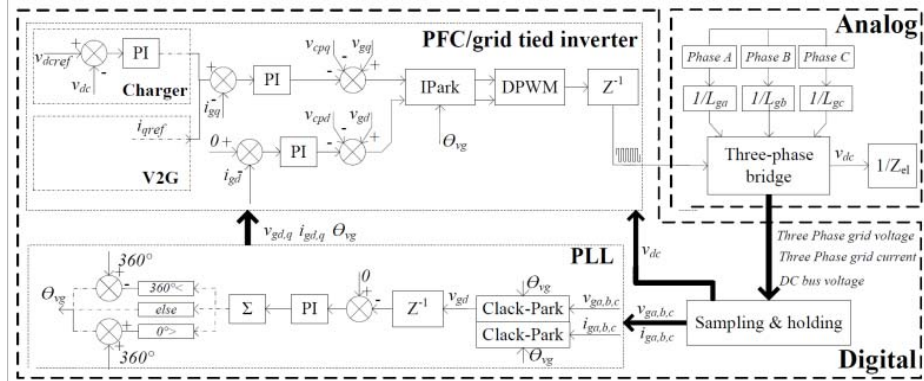 PFC/grid tied inverter
Analog
v_dcref
+
-
v_dc
PI
Charger
i_qref
V2G
+
-
i_gq
PI
v_cpq
v_gq
-
+
0 +
-
i_gd
PI
v_cpd
v_gd
-
-
+
IPark
Θ_vg
DPWM
Z^-1
Phase A
Phase B
Phase C
1/L_ga
1/L_gb
1/L_gc
Three-phase
bridge
v_dc
1/Z_el
Three Phase grid voltage
Three Phase grid current
DC bus voltage
v_gd,q i_gd,q Θ_vg
v_dc
PLL
360°
+
-
360°<
Θ_vg
else
0°>
+
+
360°
Σ
PI
0
+
-
Z^-1
v_gd
Θ_vg
Clack-Park
Clack-Park
Θ_vg
v_ga,b,c
i_ga,b,c
v_ga,b,c
i_ga,b,c
Sampling & holding
Digital